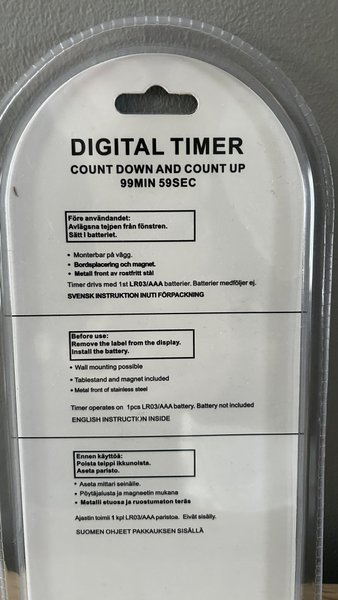 DIGITAL TIMER
COUNT DOWN AND COUNT UP
99MIN 59SEC
Före användandet:
Avlägsna tejpen från fönstren.
Sätt i batteriet.
• Monterbar på vägg.
• Bordsplacering och magnet.
• Metall front av rostfritt stål
Timer drivs med 1st LR03/AAA batterier. Batterier medföljer ej.
SVENSK INSTRUKTION INUTI FÖRPACKNING
Before use:
Remove the label from the display.
Install the battery.
• Wall mounting possible
• Tablestand and magnet included
• Metal front of stainless steel
Timer operates on 1pcs LR03/AAA battery. Battery not included
ENGLISH INSTRUCTION INSIDE
Ennen käyttöä:
Poista teippi ikkunoista.
Aseta paristo.
• Aseta mittari seinälle.
• Pöytäjalusta ja magneetin mukana
• Metalli etuosa ja ruostumaton teräs
Ajastin toimii 1 kpl LR03/AAA paristoa. Eivät sisälly.
SUOMEN OHJEET PAKKAUKSEN SISÄLLÄ